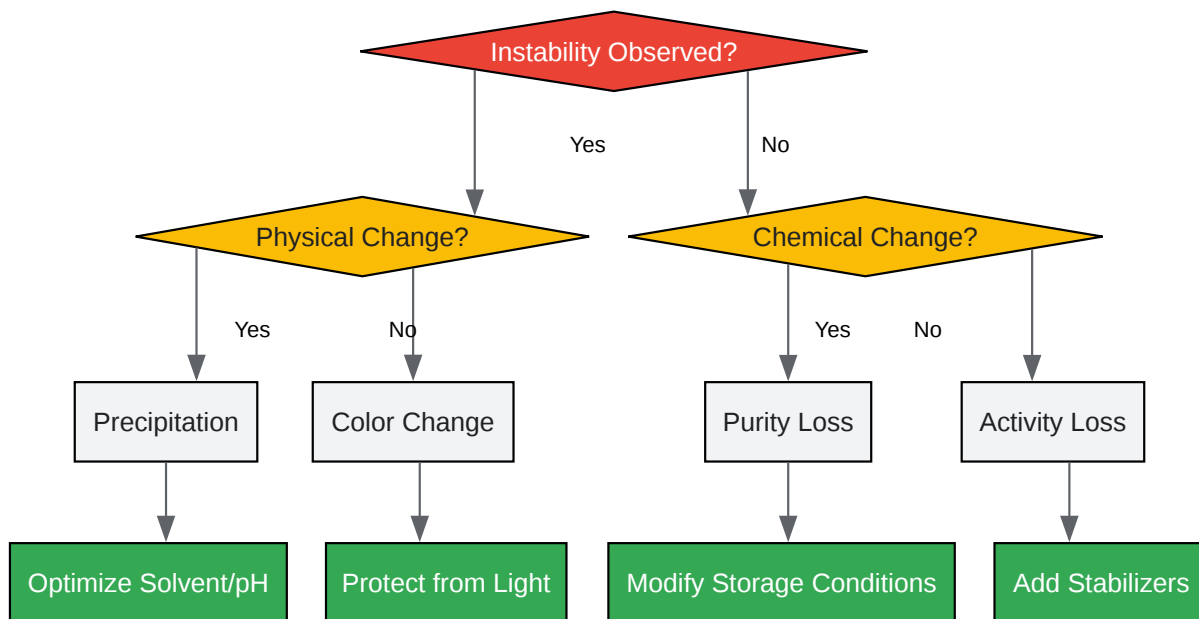 Instability Observed?
Yes
No
Physical Change?
Chemical Change?
Yes
No
Yes
No
Precipitation
Color Change
Purity Loss
Activity Loss
Optimize Solvent/pH
Protect from Light
Modify Storage Conditions
Add Stabilizers